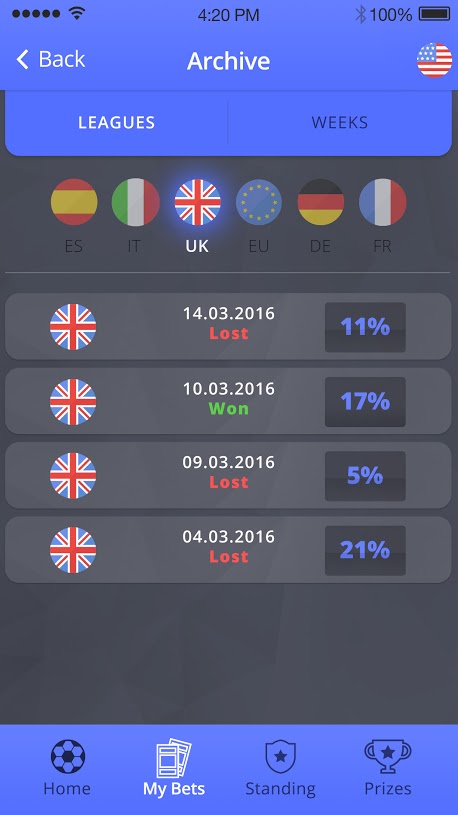 4:20 PM 100%
Back Archive
LEAGUES WEEKS
ES IT UK EU DE FR
14.03.2016
Lost
11%
10.03.2016
Won
17%
09.03.2016
Lost
5%
04.03.2016
Lost
21%
Home My Bets Standing Prizes